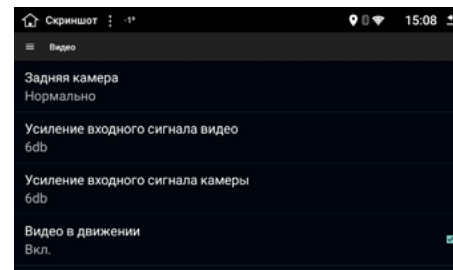 Скриншот -1° 15:08
Видео
Задняя камера
Нормально
Усиление входного сигнала видео
6db
Усиление входного сигнала камеры
6db
Видео в движении
Вкл.